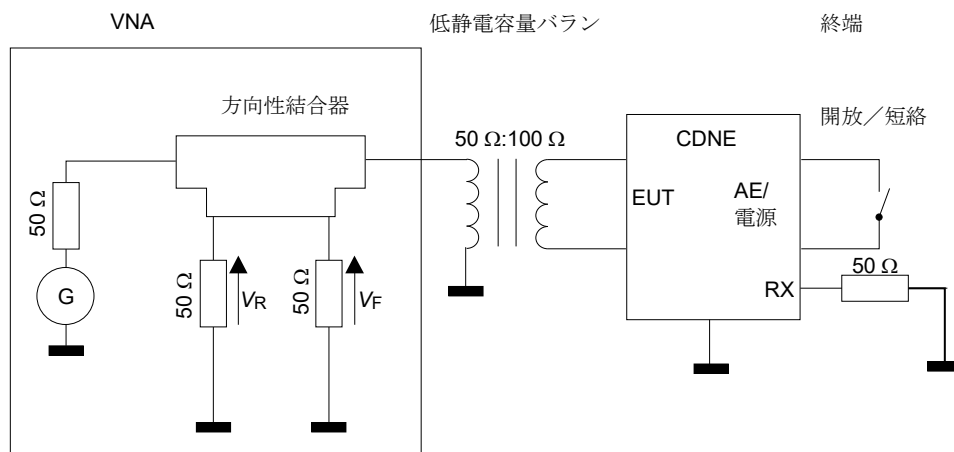 VNA
低静電容量バラン
終端
方向性結合器
開放／短絡
50 Ω:100 Ω
CDNE
EUT
AE/
電源
50 Ω
G
50 Ω
VR
50 Ω
VF
RX
50 Ω